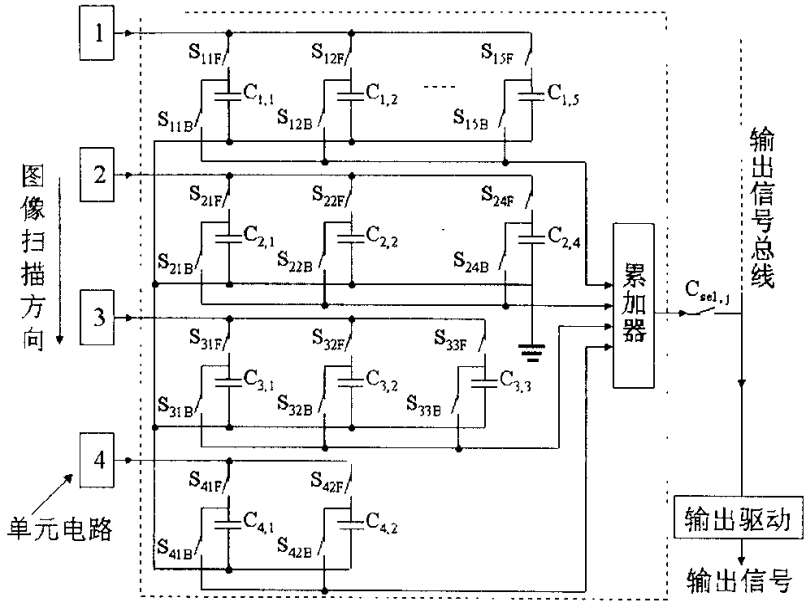 1
S11F
S12F
S15F
C1,1
C1,2
C1,5
S11B
S12B
S15B
2
S21F
S22F
S24F
C2,1
C2,2
C2,4
S21B
S22B
S24B
3
S31F
S32F
S33F
C3,1
C3,2
C3,3
S31B
S32B
S33B
4
S41F
S42F
C4,1
C4,2
S41B
S42B
图像扫描方向
单元电路
累加器
Csel,j
输出信号总线
输出驱动
输出信号